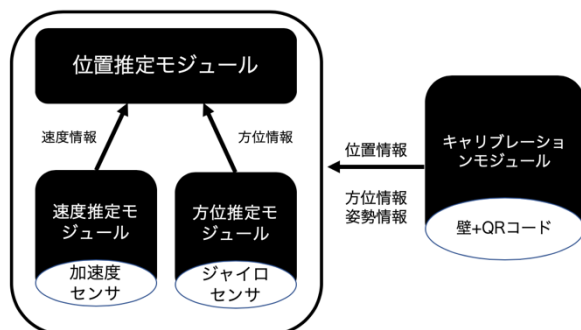 位置推定モジュール
速度情報
方位情報
速度推定モ
ジュール
加速度
センサ
方位推定モ
ジュール
ジャイロ
センサ
位置情報
方位情報
姿勢情報
キャリブレーショ
ンモジュール
壁+QRコード